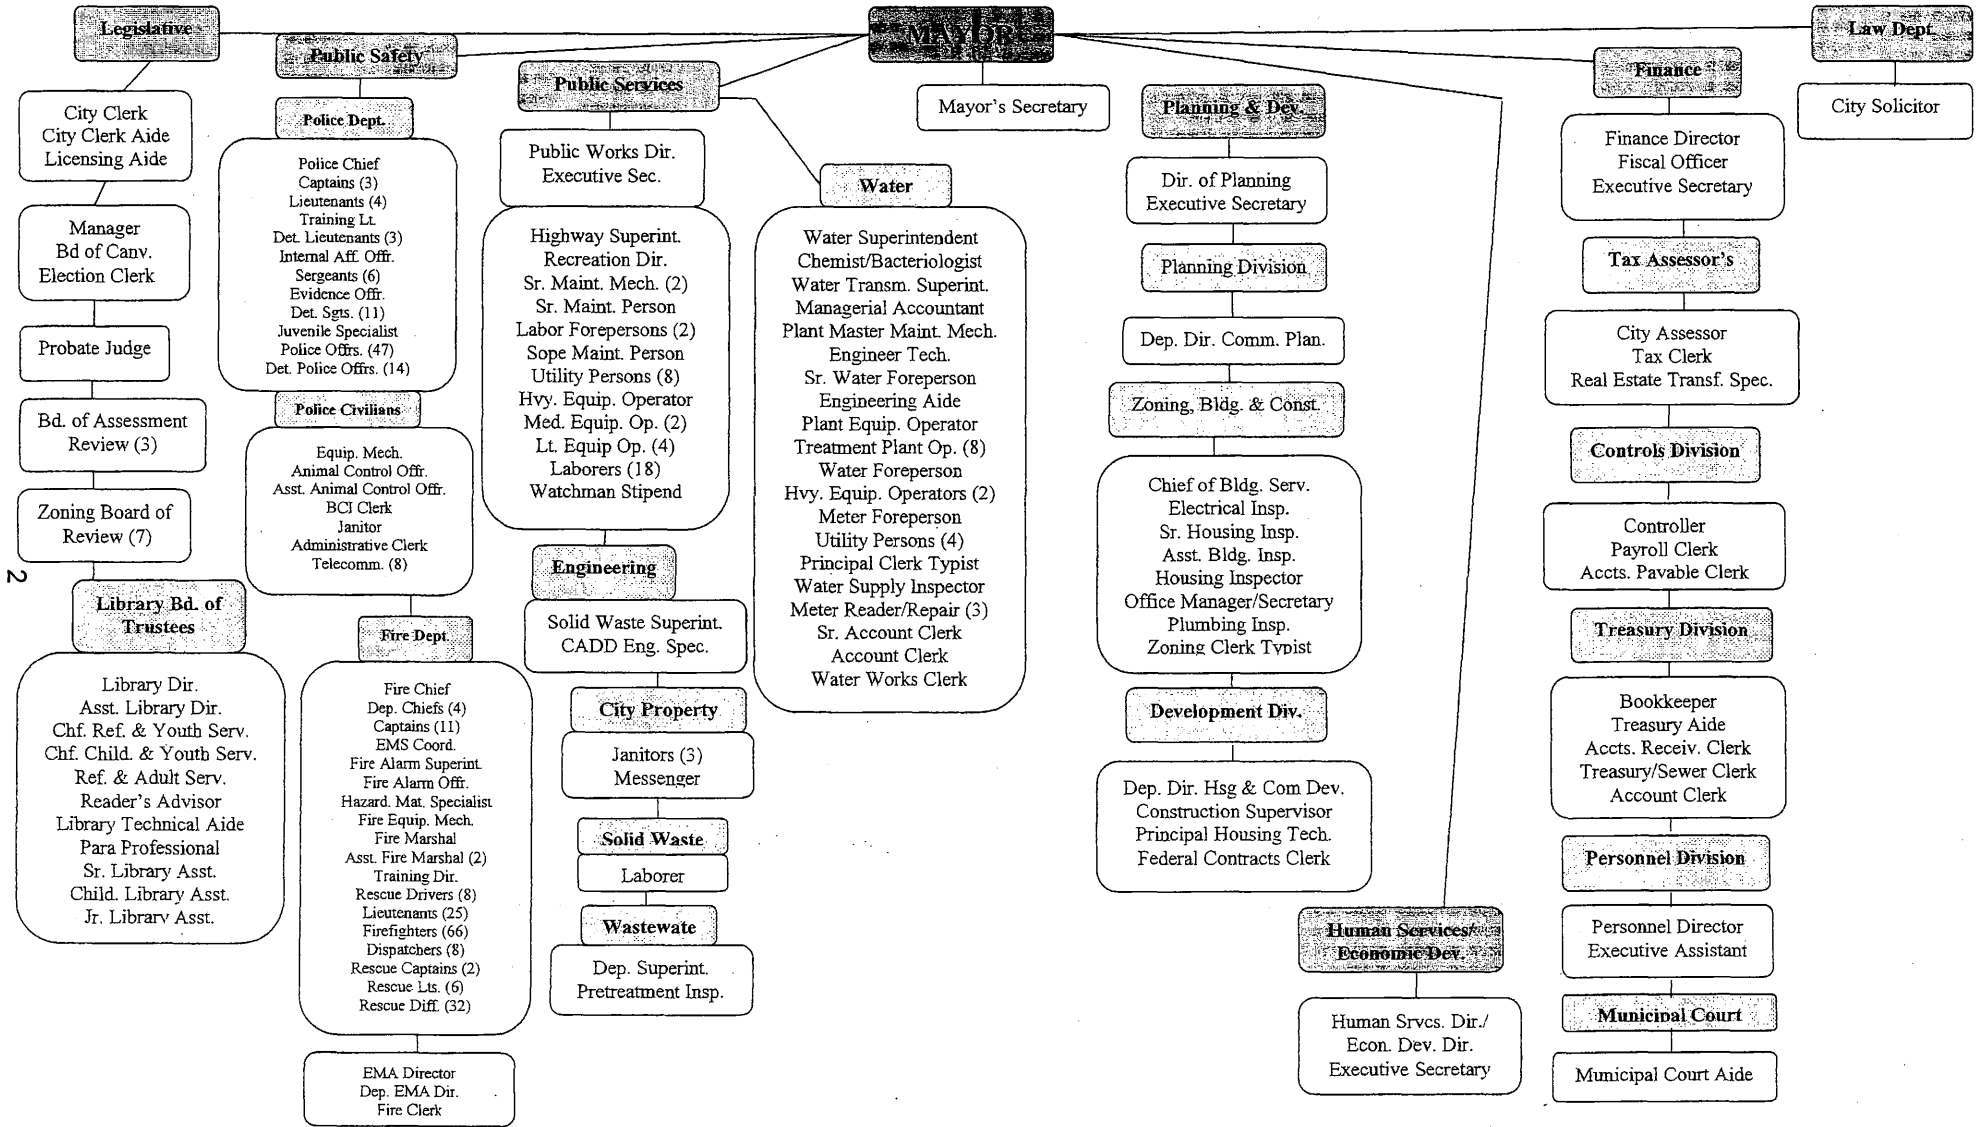 Legislative
City Clerk
City Clerk Aide
Licensing Aide
Manager
Bd of Canv.
Election Clerk
Probate Judge
Bd. of Assessment
Review (3)
Zoning Board of
Review (7)
Library Bd. of
Trustees
Library Dir.
Asst. Library Dir.
Chf. Ref. & Youth Serv.
Chf. Child. & Youth Serv.
Ref. & Adult Serv.
Reader's Advisor
Library Technical Aide
Para Professional
Sr. Library Asst.
Child. Library Asst.
Jr. Library Asst.
2
Public Safety
Police Dept.
Police Chief
Captains (3)
Lieutenants (4)
Training Lt.
Det. Lieutenants (3)
Internal Aff. Offr.
Sergeants (6)
Evidence Offr.
Det. Sgts. (11)
Juvenile Specialist
Police Offrs. (47)
Det. Police Offrs. (14)
Police Civilians
Equip. Mech.
Animal Control Offr.
Asst. Animal Control Offr.
BCI Clerk
Janitor
Administrative Clerk
Telecomm. (8)
Fire Dept.
Fire Chief
Dep. Chiefs (4)
Captains (11)
EMS Coord.
Fire Alarm Superint.
Fire Alarm Offr.
Hazard. Mat. Specialist
Fire Equip. Mech.
Fire Marshal
Asst. Fire Marshal (2)
Training Dir.
Rescue Drivers (8)
Lieutenants (25)
Firefighters (66)
Dispatchers (8)
Rescue Captains (2)
Rescue Lts. (6)
Rescue Diff. (32)
EMA Director
Dep. EMA Dir.
Fire Clerk
Public Services
Public Works Dir.
Executive Sec.
Highway Superint.
Recreation Dir.
Sr. Maint. Mech. (2)
Sr. Maint. Person
Labor Forepersons (2)
Sope Maint. Person
Utility Persons (8)
Hvy. Equip. Operator
Med. Equip. Op. (2)
Lt. Equip Op. (4)
Laborers (18)
Watchman Stipend
Engineering
Solid Waste Superint.
CADD Eng. Spec.
City Property
Janitors (3)
Messenger
Solid Waste
Laborer
Wastewate
Dep. Superint.
Pretreatment Insp.
Water
Water Superintendent
Chemist/Bacteriologist
Water Transm. Superint.
Managerial Accountant
Plant Master Maint. Mech.
Engineer Tech.
Sr. Water Foreperson
Engineering Aide
Plant Equip. Operator
Treatment Plant Op. (8)
Water Foreperson
Hvy. Equip. Operators (2)
Meter Foreperson
Utility Persons (4)
Principal Clerk Typist
Water Supply Inspector
Meter Reader/Repair (3)
Sr. Account Clerk
Account Clerk
Water Works Clerk
MAYOR
Mayor's Secretary
Planning & Dev.
Dir. of Planning
Executive Secretary
Planning Division
Dep. Dir. Comm. Plan.
Zoning, Bldg. & Const.
Chief of Bldg. Serv.
Electrical Insp.
Sr. Housing Insp.
Asst. Bldg. Insp.
Housing Inspector
Office Manager/Secretary
Plumbing Insp.
Zoning Clerk Typist
Development Div.
Dep. Dir. Hsg & Com Dev.
Construction Supervisor
Principal Housing Tech.
Federal Contracts Clerk
Human Services/
Economic Dev.
Human Srvcs. Dir./
Econ. Dev. Dir.
Executive Secretary
Finance
Finance Director
Fiscal Officer
Executive Secretary
Tax Assessor's
City Assessor
Tax Clerk
Real Estate Transf. Spec.
Controls Division
Controller
Payroll Clerk
Accts. Payable Clerk
Treasury Division
Bookkeeper
Treasury Aide
Accts. Receiv. Clerk
Treasury/Sewer Clerk
Account Clerk
Personnel Division
Personnel Director
Executive Assistant
Municipal Court
Municipal Court Aide
Law Dept.
City Solicitor